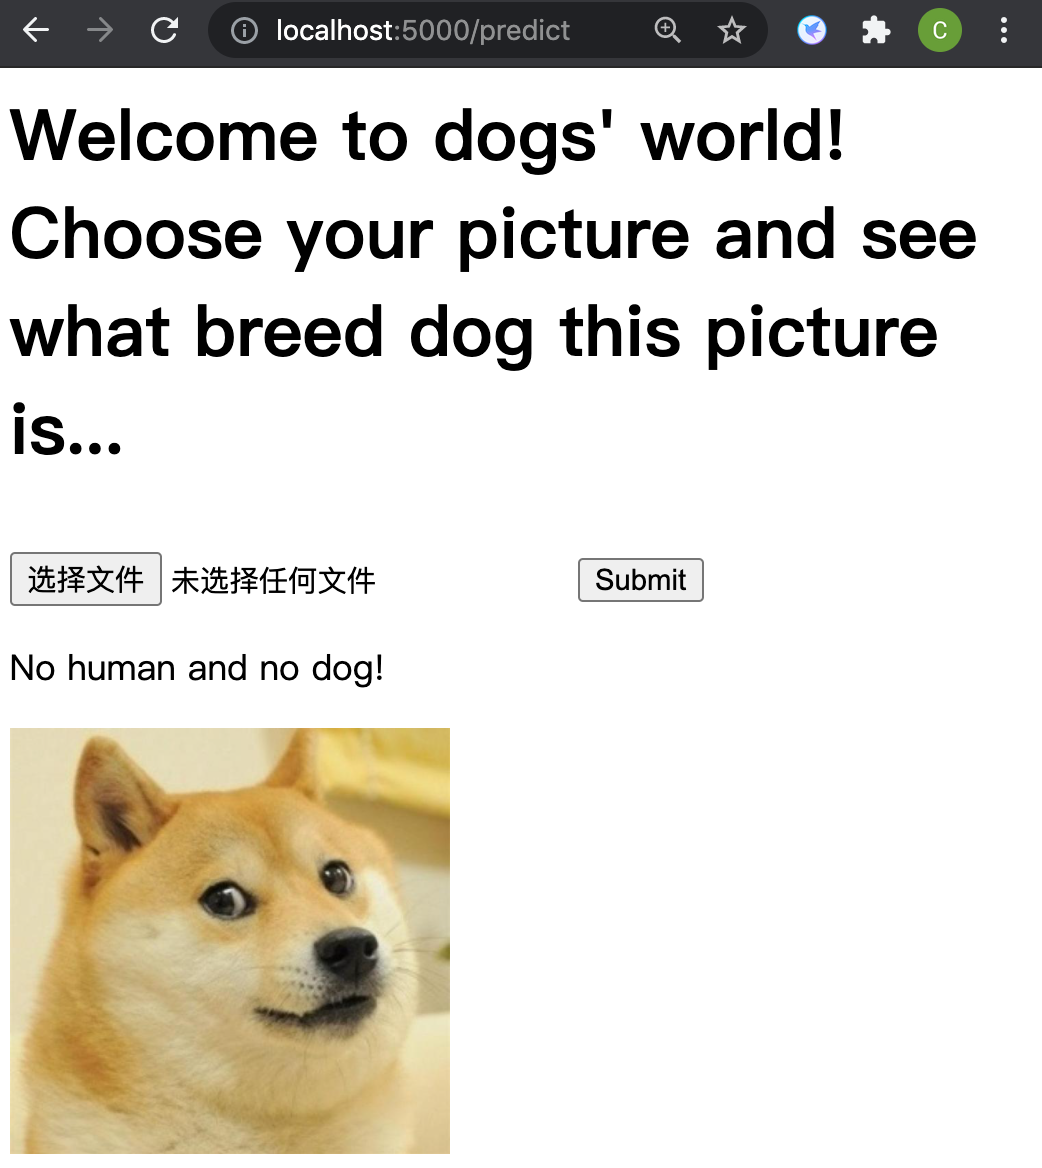 localhost:5000/predict
C
Welcome to dogs' world!
Choose your picture and see
what breed dog this picture
is...
选择文件 未选择任何文件 Submit
No human and no dog!